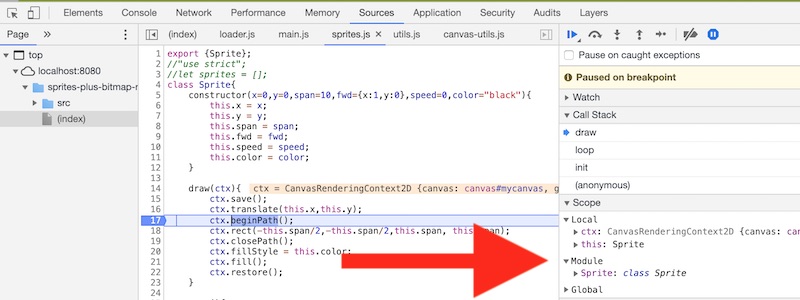 Elements Console Network Performance Memory Sources Application Security Audits Layers
Page » ⋮ (index) loader.js main.js sprites.js × utils.js canvas-utils.js
▼ top
▼ localhost:8080
▼ sprites-plus-bitmap-r
▶ src
(index)
1 export {Sprite};
2 //"use strict";
3 //let sprites = [];
4 class Sprite{
5 constructor(x=0,y=0,span=10,fwd={x:1,y:0},speed=0,color="black"){
6 this.x = x;
7 this.y = y;
8 this.span = span;
9 this.fwd = fwd;
10 this.speed = speed;
11 this.color = color;
12 }
13
14 draw(ctx){ ctx = CanvasRenderingContext2D {canvas: canvas#mycanvas, g
15 ctx.save();
16 ctx.translate(this.x,this.y);
17 ctx.beginPath();
18 ctx.rect(-this.span/2,-this.span/2,this.span, this.span);
19 ctx.closePath();
20 ctx.fillStyle = this.color;
21 ctx.fill();
22 ctx.restore();
23 }
24
Pause on caught exceptions
Paused on breakpoint
▶ Watch
▼ Call Stack
draw
loop
init
(anonymous)
▼ Scope
▼ Local
▶ ctx: CanvasRenderingContext2D {canvas: can
▶ this: Sprite
▼ Module
▶ Sprite: class Sprite
▶ Global